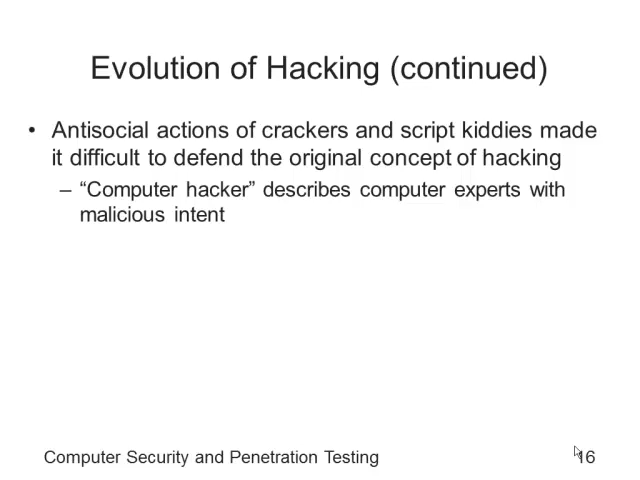 Evolution of Hacking (continued)
• Antisocial actions of crackers and script kiddies made
it difficult to defend the original concept of hacking
– “Computer hacker” describes computer experts with
malicious intent
Computer Security and Penetration Testing
16